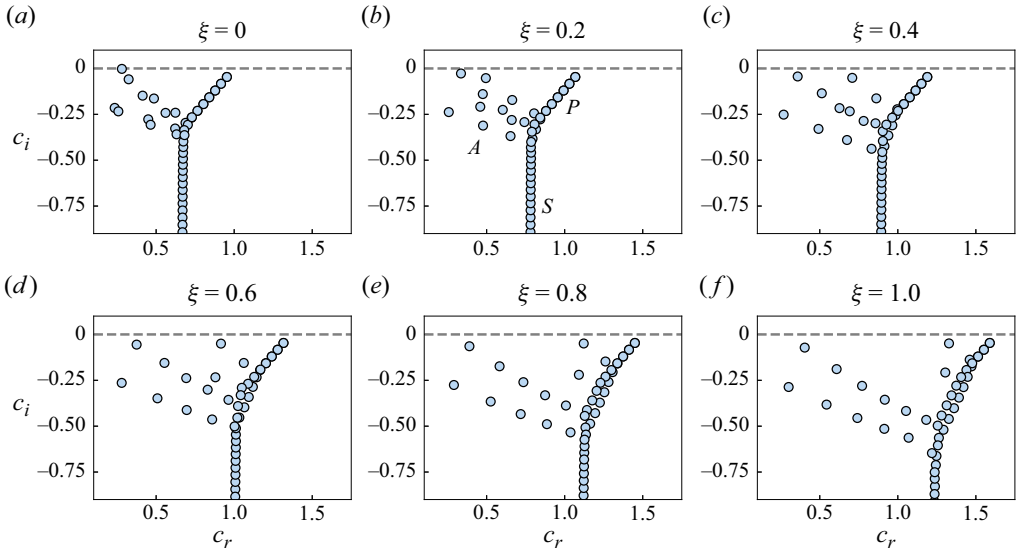 (a) ξ = 0 (b) ξ = 0.2 (c) ξ = 0.4
0 0 0
–0.25 –0.25 –0.25
P
c_i –0.50 A –0.50 –0.50
–0.75 S –0.75 –0.75
0.5 1.0 1.5 0.5 1.0 1.5 0.5 1.0 1.5
(d) ξ = 0.6 (e) ξ = 0.8 (f) ξ = 1.0
0 0 0
–0.25 –0.25 –0.25
c_i –0.50 –0.50 –0.50
–0.75 –0.75 –0.75
0.5 1.0 1.5 0.5 1.0 1.5 0.5 1.0 1.5
c_r c_r c_r